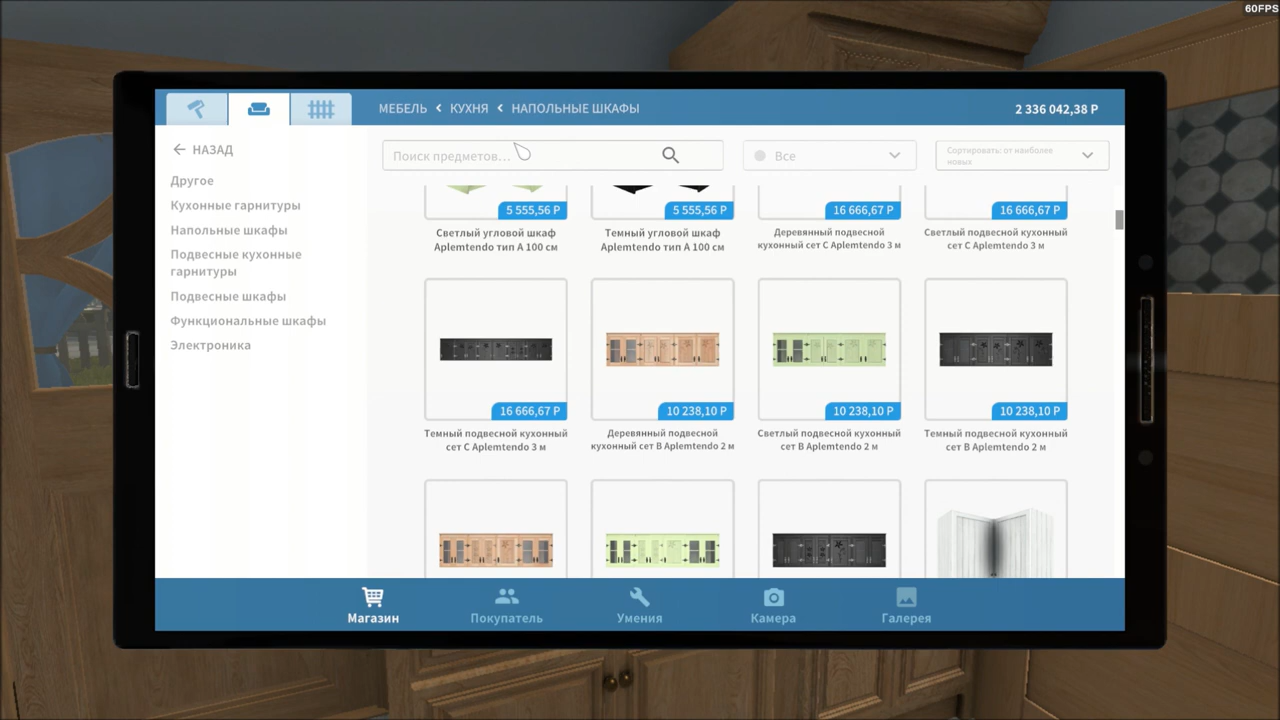 60FPS
МЕБЕЛЬ < КУХНЯ < НАПОЛЬНЫЕ ШКАФЫ
2 336 042,38 Р
НАЗАД
Поиск предметов...
Все
Сортировать: от наиболее
новых
Другое
Кухонные гарнитуры
Напольные шкафы
Подвесные кухонные
гарнитуры
Подвесные шкафы
Функциональные шкафы
Электроника
5 555,56 Р
5 555,56 Р
16 666,67 Р
16 666,67 Р
Светлый угловой шкаф
Aplemtendo тип А 100 см
Темный угловой шкаф
Aplemtendo тип А 100 см
Деревянный подвесной
кухонный сет С Aplemtendo 3 м
Светлый подвесной кухонный
сет С Aplemtendo 3 м
16 666,67 Р
10 238,10 Р
10 238,10 Р
10 238,10 Р
Темный подвесной кухонный
сет С Aplemtendo 3 м
Деревянный подвесной
кухонный сет В Aplemtendo 2 м
Светлый подвесной кухонный
сет В Aplemtendo 2 м
Темный подвесной кухонный
сет В Aplemtendo 2 м
Магазин
Покупатель
Умения
Камера
Галерея